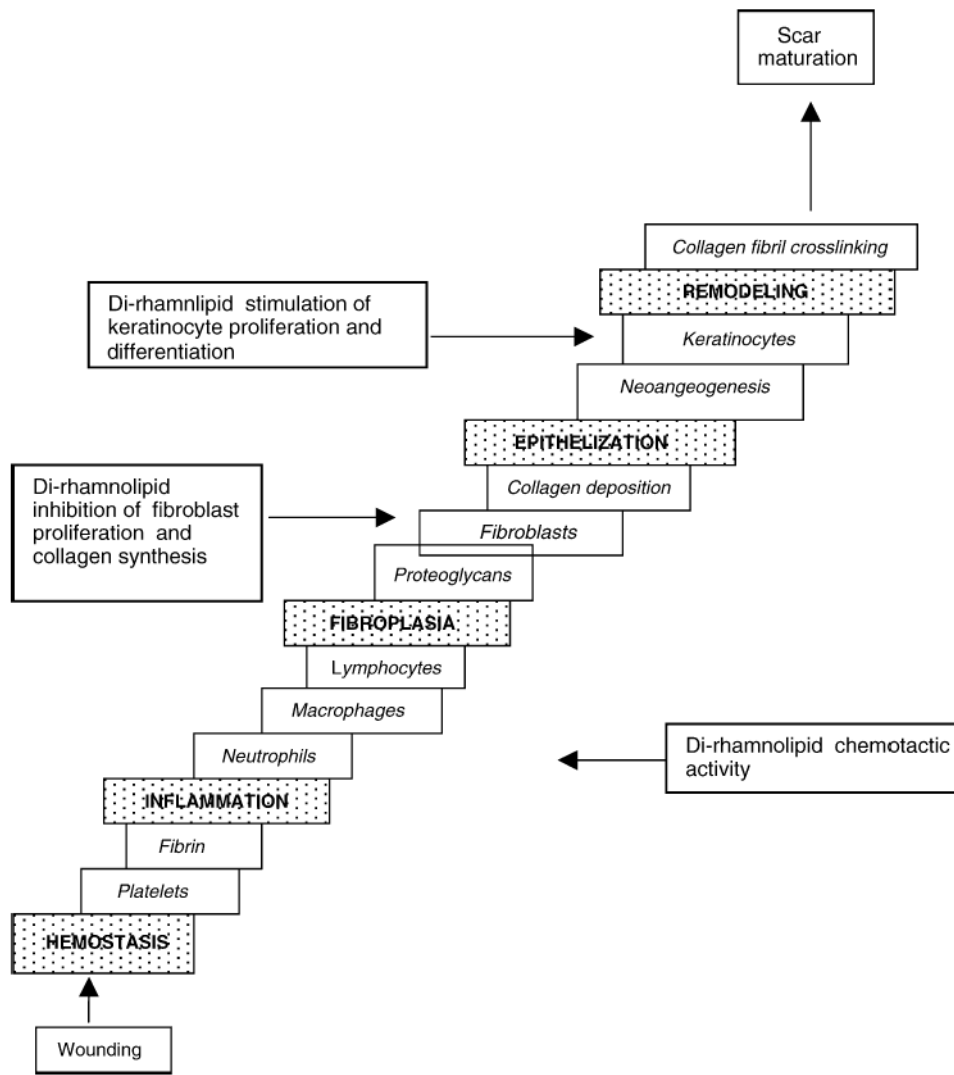 Scar
maturation
Collagen fibril crosslinking
REMODELING
Di-rhamnlipid stimulation of
keratinocyte proliferation and
differentiation
Keratinocytes
Neoangeogenesis
EPITHELIZATION
Di-rhamnolipid
inhibition of fibroblast
proliferation and
collagen synthesis
Collagen deposition
Fibroblasts
Proteoglycans
FIBROPLASIA
Lymphocytes
Macrophages
Neutrophils
Di-rhamnolipid chemotactic
activity
INFLAMMATION
Fibrin
Platelets
HEMOSTASIS
Wounding